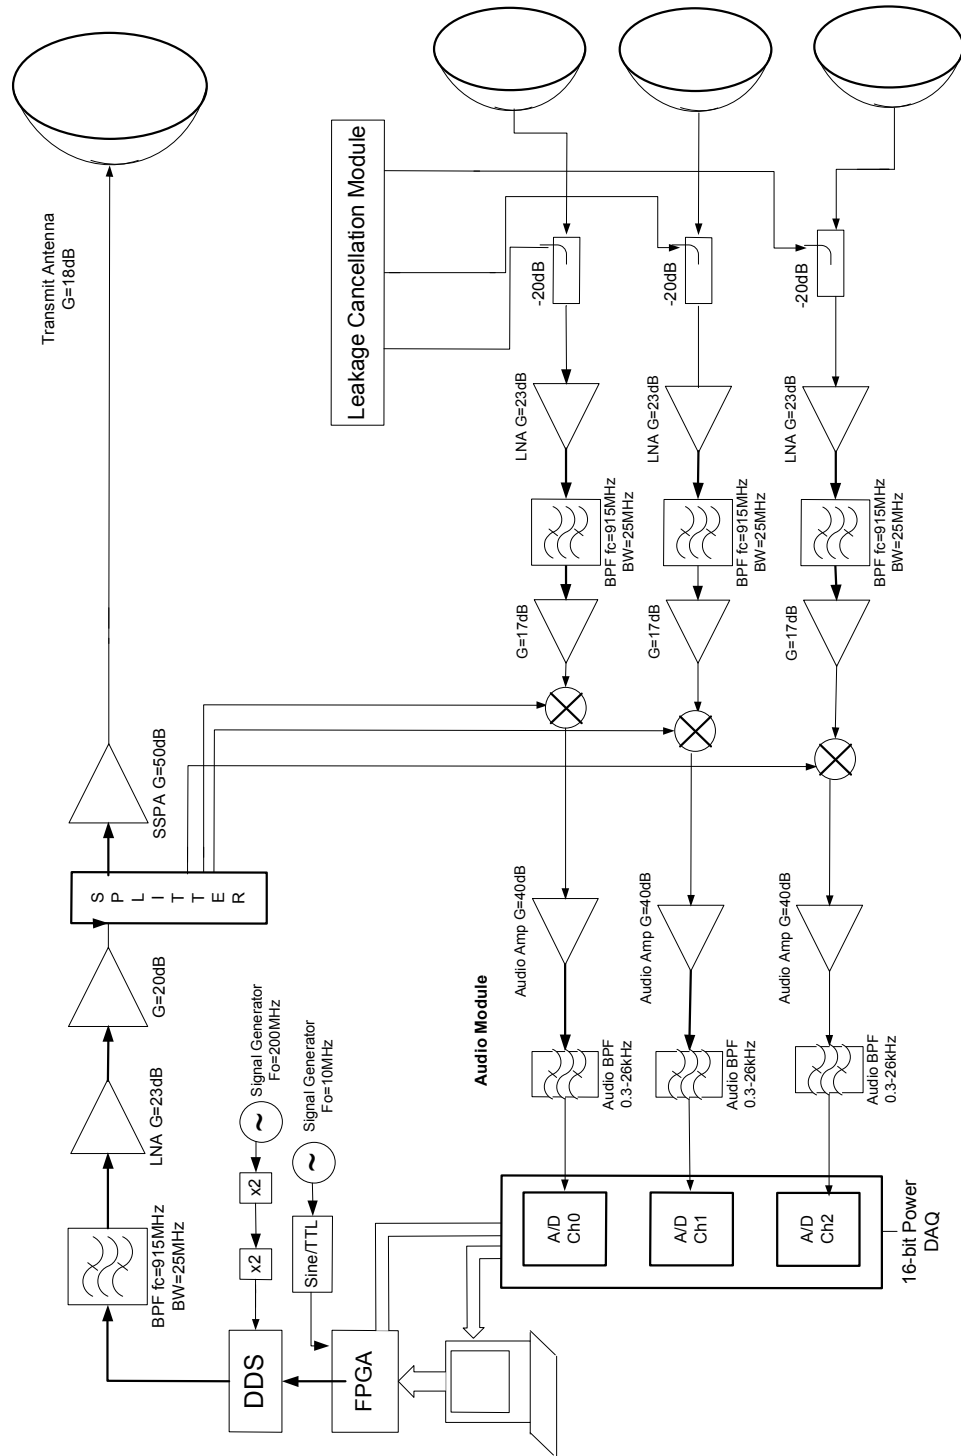 Transmit Antenna
G=18dB
SSPA G=50dB
S P L I T T E R
G=20dB
LNA G=23dB
BPF fc=915MHz
BW=25MHz
Signal Generator
Fo=200MHz
Signal Generator
Fo=10MHz
x2
x2
Sine/TTL
DDS
FPGA
Leakage Cancellation Module
-20dB
-20dB
-20dB
LNA G=23dB
LNA G=23dB
LNA G=23dB
BPF fc=915MHz
BW=25MHz
BPF fc=915MHz
BW=25MHz
BPF fc=915MHz
BW=25MHz
G=17dB
G=17dB
G=17dB
Audio Module
Audio Amp G=40dB
Audio Amp G=40dB
Audio Amp G=40dB
Audio BPF
0.3-26kHz
Audio BPF
0.3-26kHz
Audio BPF
0.3-26kHz
A/D
Ch0
A/D
Ch1
A/D
Ch2
16-bit Power
DAQ